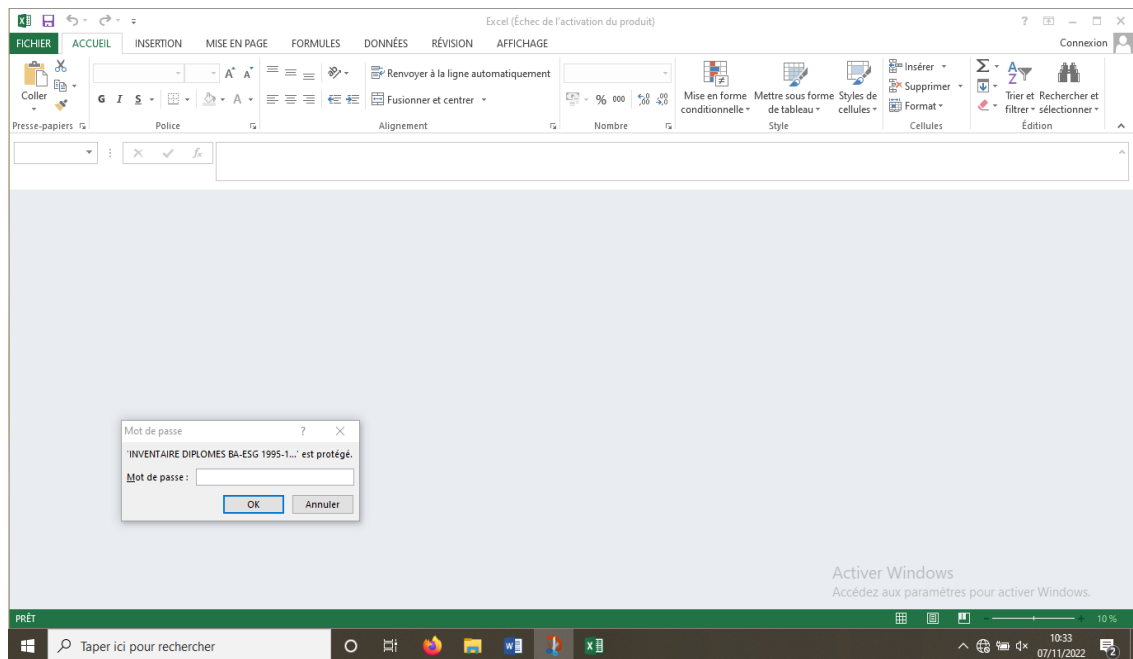 Excel (Échec de l'activation du produit)
FICHIER ACCUEIL INSERTION MISE EN PAGE FORMULES DONNÉES RÉVISION AFFICHAGE Connexion
Coller
G I S
A A
A
Renvoyer à la ligne automatiquement
Fusionner et centrer
% 000
Mise en forme conditionnelle
Mettre sous forme de tableau
Styles de cellules
Insérer
Supprimer
Format
Trier et filtrer
Rechercher et sélectionner
Presse-papiers Police Alignement Nombre Style Cellules Édition
fx
Mot de passe
'INVENTAIRE DIPLOMES BA-ESG 1995-1...' est protégé.
Mot de passe :
OK Annuler
Activer Windows
Accédez aux paramètres pour activer Windows.
PRÊT 10 %
Taper ici pour rechercher
10:33
07/11/2022
2